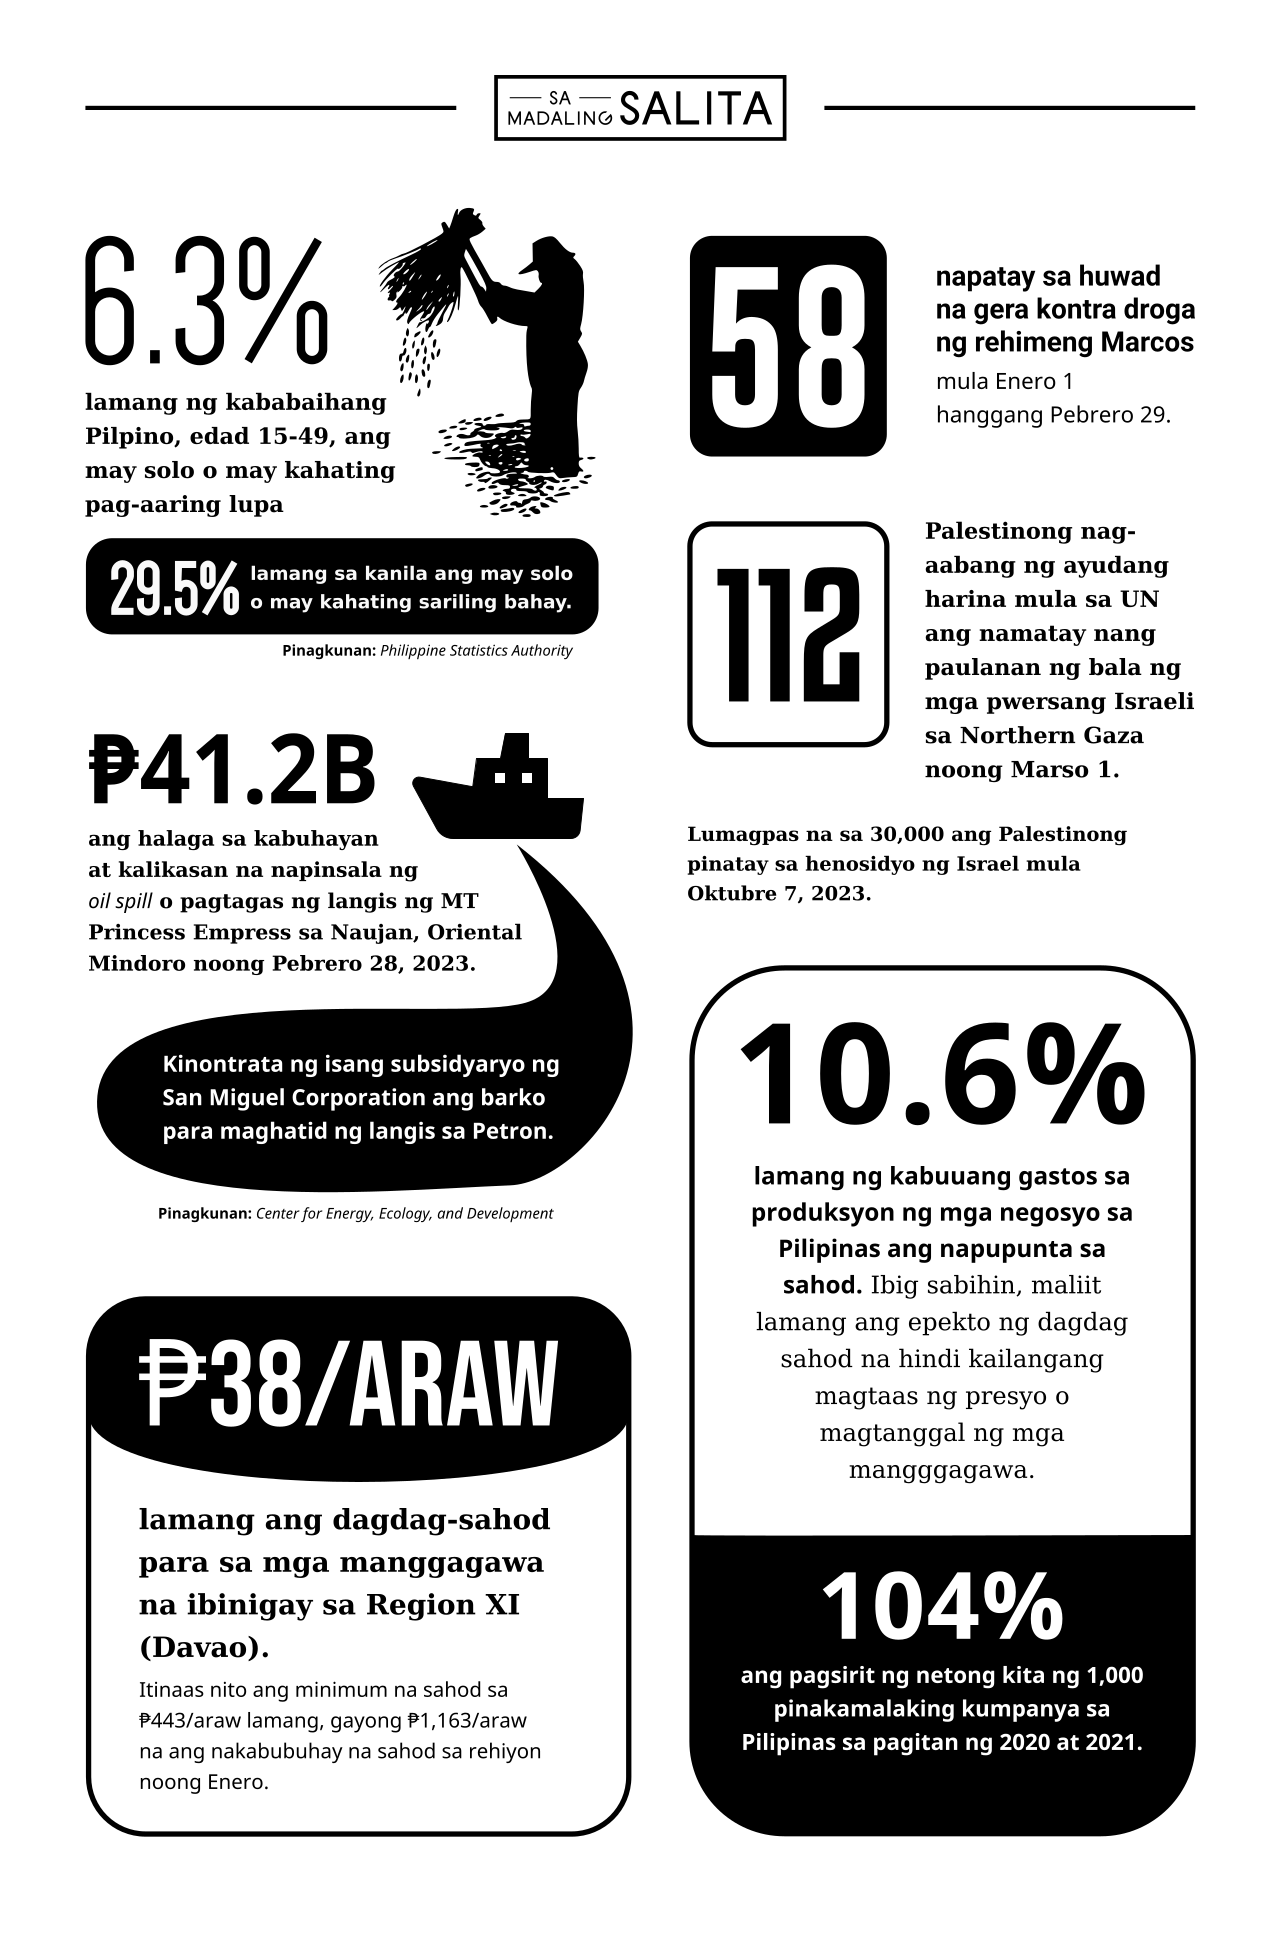 SA
MADALING SALITA
6.3%
lamang ng kababaihang
Pilpino, edad 15-49, ang
may solo o may kahating
pag-aaring lupa
29.5% lamang sa kanila ang may solo
o may kahating sariling bahay.
Pinagkunan: Philippine Statistics Authority
₱41.2B
ang halaga sa kabuhayan
at kalikasan na napinsala ng
oil spill o pagtagas ng langis ng MT
Princess Empress sa Naujan, Oriental
Mindoro noong Pebrero 28, 2023.
Kinontrata ng isang subsidyaryo ng
San Miguel Corporation ang barko
para maghatid ng langis sa Petron.
Pinagkunan: Center for Energy, Ecology, and Development
₱38/ARAW
lamang ang dagdag-sahod
para sa mga manggagawa
na ibinigay sa Region XI
(Davao).
Itinaas nito ang minimum na sahod sa
₱443/araw lamang, gayong ₱1,163/araw
na ang nakabubuhay na sahod sa rehiyon
noong Enero.
58
napatay sa huwad
na gera kontra droga
ng rehimeng Marcos
mula Enero 1
hanggang Pebrero 29.
112
Palestinong nag-
aabang ng ayudang
harina mula sa UN
ang namatay nang
paulanan ng bala ng
mga pwersang Israeli
sa Northern Gaza
noong Marso 1.
Lumagpas na sa 30,000 ang Palestinong
pinatay sa henosidyo ng Israel mula
Oktubre 7, 2023.
10.6%
lamang ng kabuuang gastos sa
produksyon ng mga negosyo sa
Pilipinas ang napupunta sa
sahod. Ibig sabihin, maliit
lamang ang epekto ng dagdag
sahod na hindi kailangang
magtaas ng presyo o
magtanggal ng mga
mangggagawa.
104%
ang pagsirit ng netong kita ng 1,000
pinakamalaking kumpanya sa
Pilipinas sa pagitan ng 2020 at 2021.